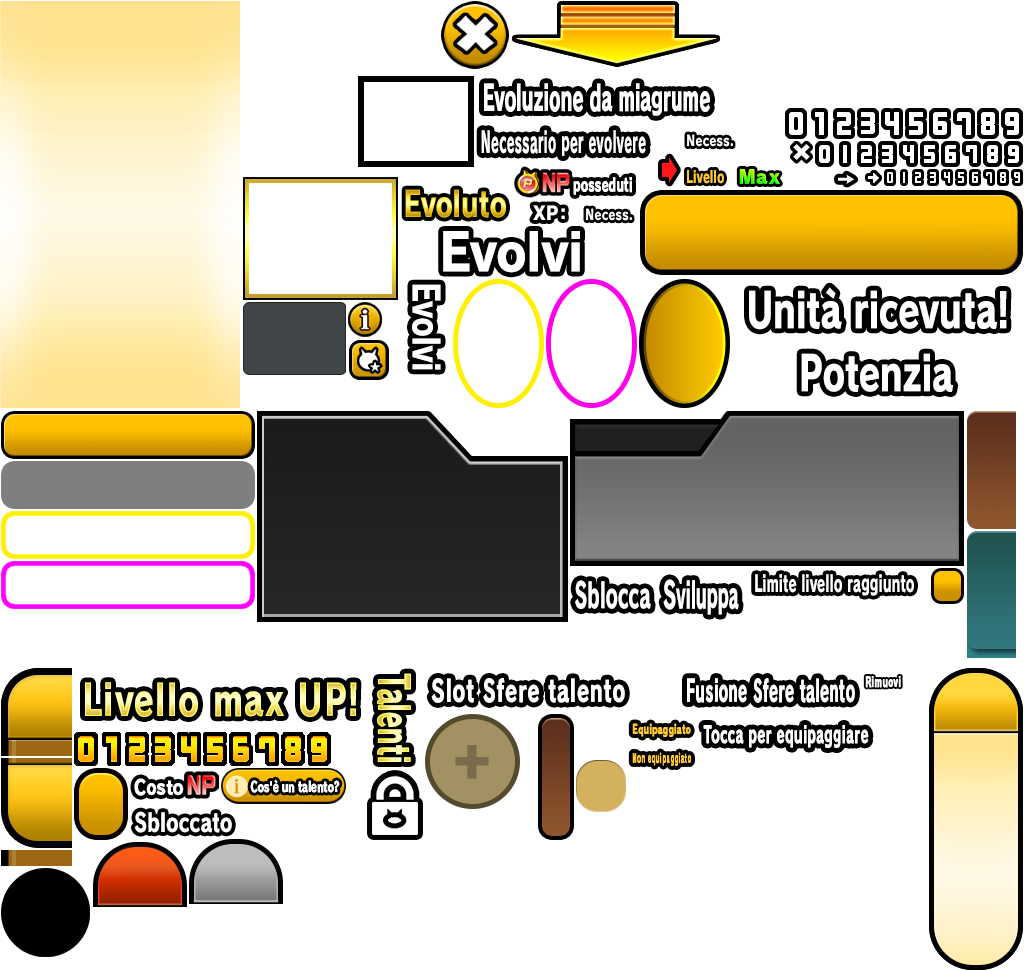 Evoluzione da miagrume
0123456789
Necessario per evolvere
Necess.
×0123456789
NP posseduti
Livello
Max
0123456789
Evoluto
XP:
Necess.
Evolvi
Evolvi
Unità ricevuta!
Potenzia
Sblocca
Sviluppa
Limite livello raggiunto
Livello max UP!
Talenti
Slot Sfere talento
Fusione Sfere talento
Rimuovi
0123456789
Equipaggiato
Tocca per equipaggiare
Non equipaggiato
Costo NP
Cos'è un talento?
Sbloccato